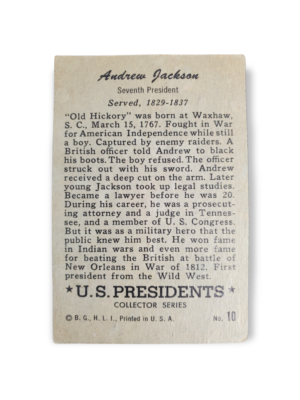 Andrew Jackson
Seventh President
Served, 1829-1837
"Old Hickory" was born at Waxhaw,
S. C., March 15, 1767. Fought in War
for American Independence while still
a boy. Captured by enemy raiders. A
British officer told Andrew to black
his boots. The boy refused. The officer
struck out with his sword. Andrew
received a deep cut on the arm. Later
young Jackson took up legal studies.
Became a lawyer before he was 20.
During his career, he was a prosecut-
ing attorney and a judge in Tennes-
see, and a member of U. S. Congress.
But it was as a military hero that the
public knew him best. He won fame
in Indian wars and even more fame
for beating the British at battle of
New Orleans in War of 1812. First
president from the Wild West.
★ U.S. PRESIDENTS ★
COLLECTOR SERIES
© B. G., H. L. I., Printed in U. S. A. No. 10